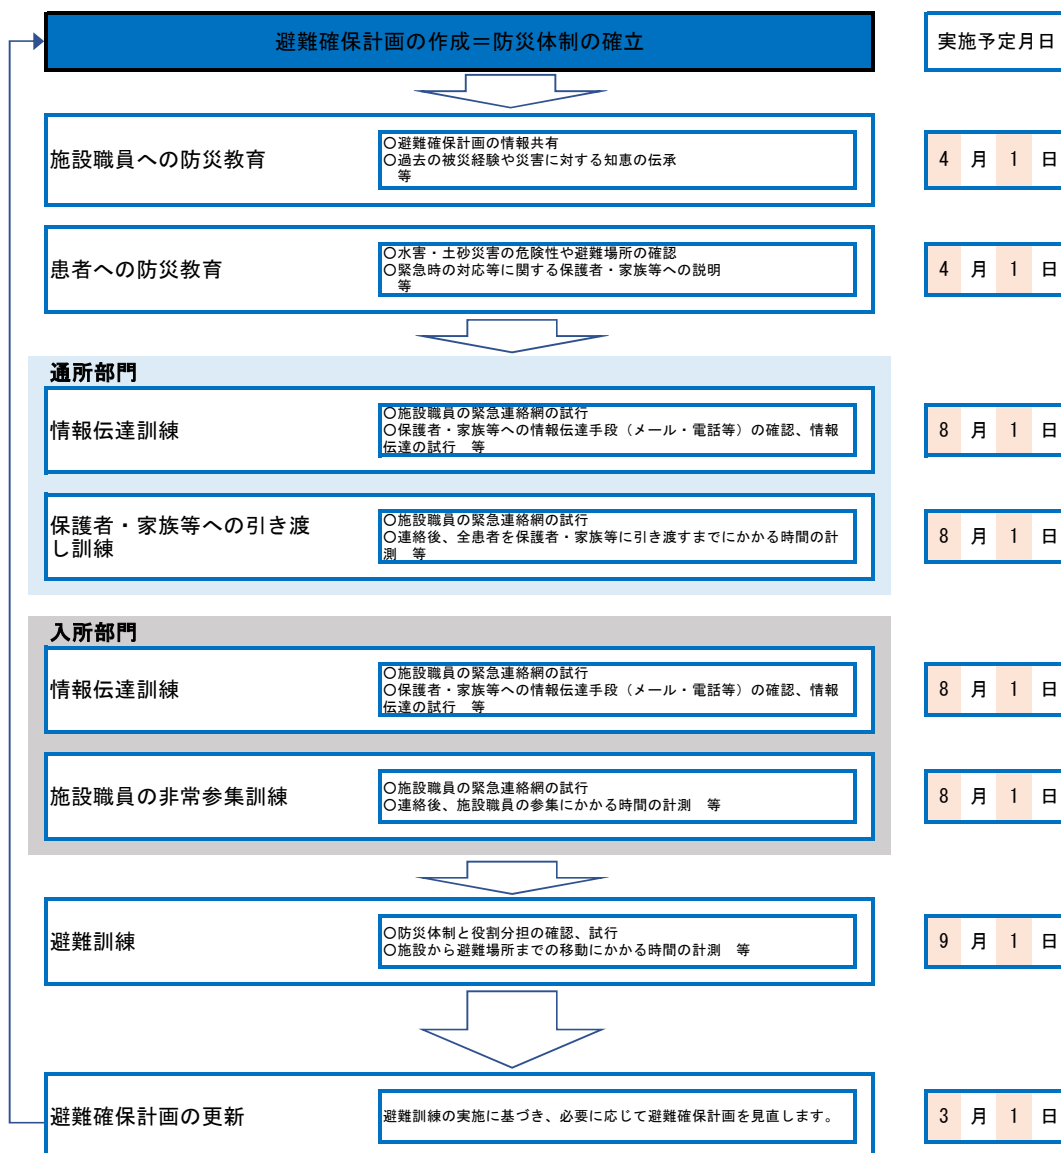 避難確保計画の作成＝防災体制の確立
実施予定月日
施設職員への防災教育
〇避難確保計画の情報共有
〇過去の被災経験や災害に対する知恵の伝承
等
4 月 1 日
患者への防災教育
〇水害・土砂災害の危険性や避難場所の確認
〇緊急時の対応等に関する保護者・家族等への説明
等
4 月 1 日
通所部門
情報伝達訓練
〇施設職員の緊急連絡網の試行
〇保護者・家族等への情報伝達手段（メール・電話等）の確認、情報
伝達の試行　等
8 月 1 日
保護者・家族等への引き渡
し訓練
〇施設職員の緊急連絡網の試行
〇連絡後、全患者を保護者・家族等に引き渡すまでにかかる時間の計
測　等
8 月 1 日
入所部門
情報伝達訓練
〇施設職員の緊急連絡網の試行
〇保護者・家族等への情報伝達手段（メール・電話等）の確認、情報
伝達の試行　等
8 月 1 日
施設職員の非常参集訓練
〇施設職員の緊急連絡網の試行
〇連絡後、施設職員の参集にかかる時間の計測　等
8 月 1 日
避難訓練
〇防災体制と役割分担の確認、試行
〇施設から避難場所までの移動にかかる時間の計測　等
9 月 1 日
避難確保計画の更新
避難訓練の実施に基づき、必要に応じて避難確保計画を見直します。
3 月 1 日